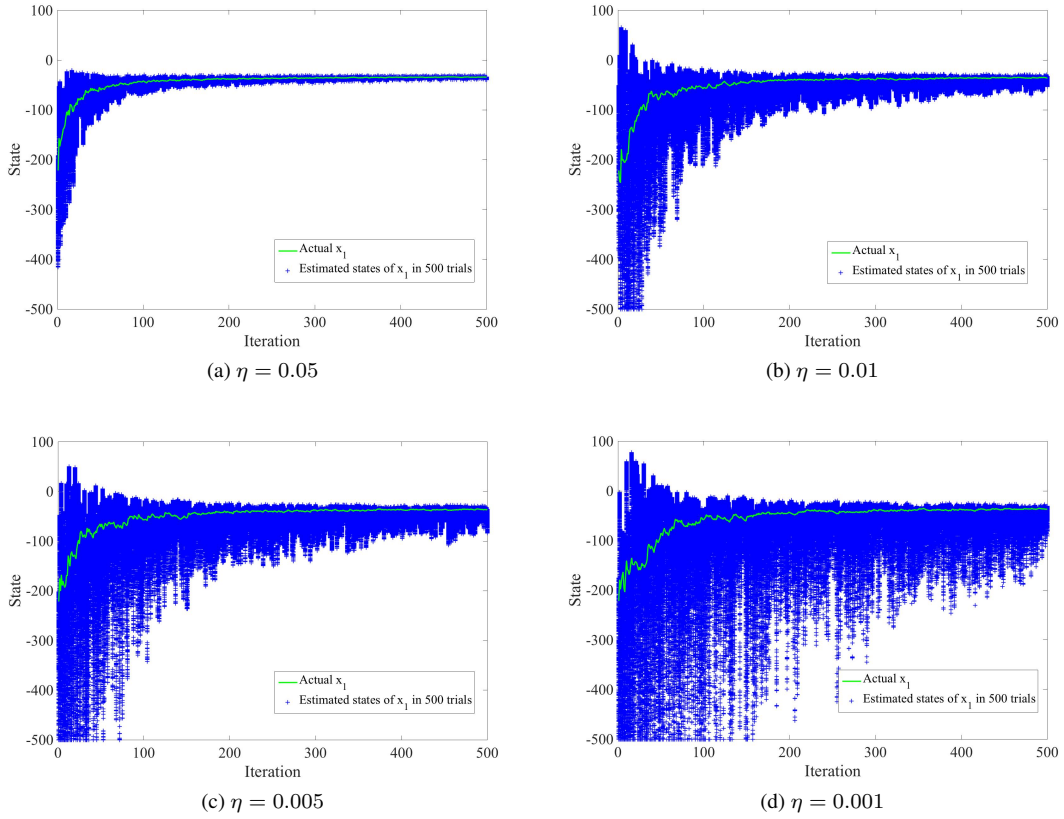 100
0
-100
-200
-300
-400
-500
State
0 100 200 300 400 500
Iteration
Actual x₁
Estimated states of x₁ in 500 trials
(a) η = 0.05
100
0
-100
-200
-300
-400
-500
State
0 100 200 300 400 500
Iteration
Actual x₁
Estimated states of x₁ in 500 trials
(b) η = 0.01
100
0
-100
-200
-300
-400
-500
State
0 100 200 300 400 500
Iteration
Actual x₁
Estimated states of x₁ in 500 trials
(c) η = 0.005
100
0
-100
-200
-300
-400
-500
State
0 100 200 300 400 500
Iteration
Actual x₁
Estimated states of x₁ in 500 trials
(d) η = 0.001